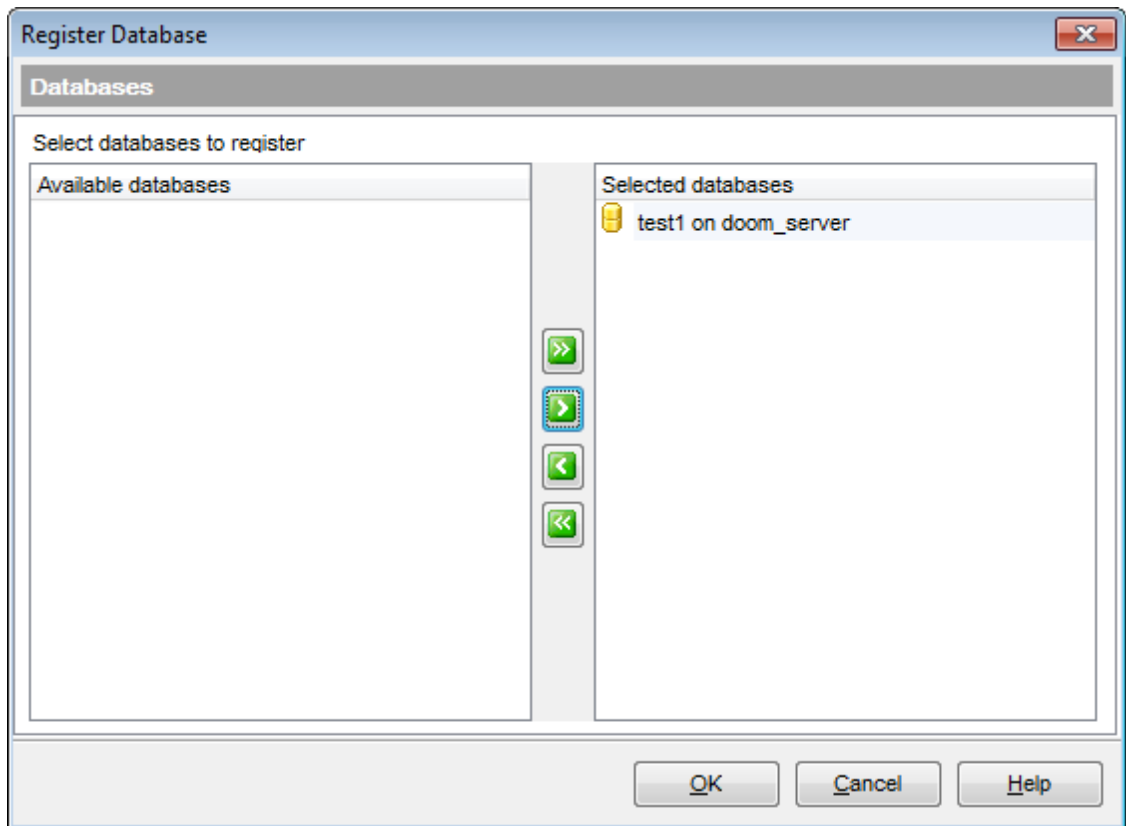 Register Database
Databases
Select databases to register
Available databases
Selected databases
test1 on doom_server
OK
Cancel
Help